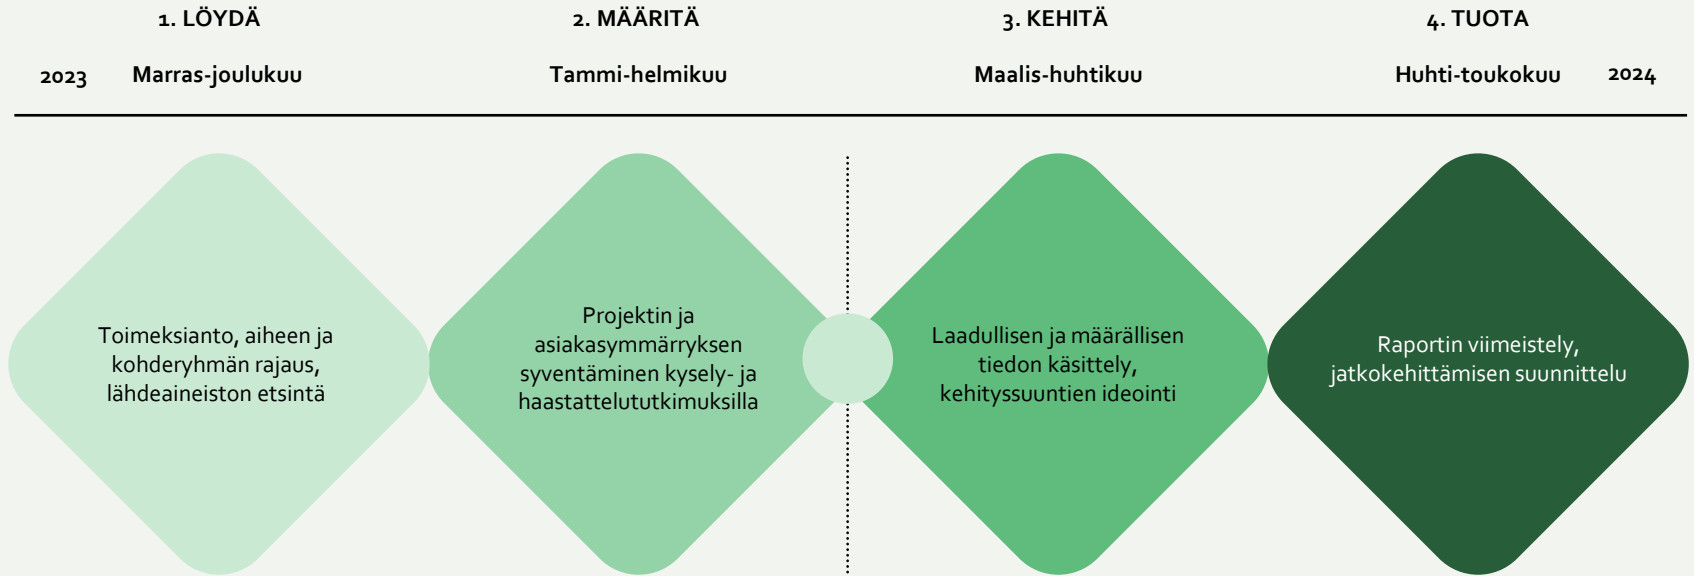 1. LÖYDÄ
2. MÄÄRITÄ
3. KEHITÄ
4. TUOTA
2023
Marras-joulukuu
Tammi-helmikuu
Maalis-huhtikuu
Huhti-toukokuu
2024
Toimeksianto, aiheen ja
kohderyhmän rajaus,
lähdeaineiston etsintä
Projektin ja
asiakasymmärryksen
syventäminen kysely- ja
haastattelututkimuksilla
Laadullisen ja määrällisen
tiedon käsittely,
kehityssuuntien ideointi
Raportin viimeistely,
jatkokehittämisen suunnittelu